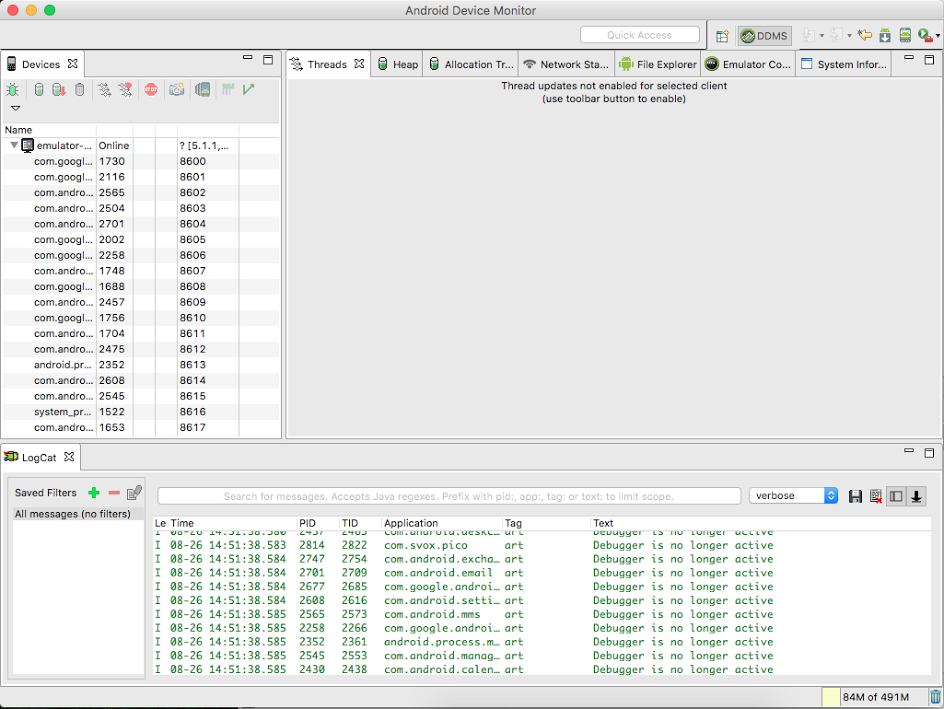 Android Device Monitor
Quick Access
DDMS
Devices
Threads
Heap
Allocation Tr...
Network Sta...
File Explorer
Emulator Co...
System Infor...
STOP
Thread updates not enabled for selected client
(use toolbar button to enable)
Name
emulator-... Online ? [5.1.1,...
com.googl... 1730 8600
com.googl... 2116 8601
com.andro... 2565 8602
com.andro... 2504 8603
com.andro... 2701 8604
com.googl... 2002 8605
com.googl... 2258 8606
com.andro... 1748 8607
com.googl... 1688 8608
com.andro... 2457 8609
com.googl... 1756 8610
com.andro... 1704 8611
com.andro... 2475 8612
android.pr... 2352 8613
com.andro... 2608 8614
com.andro... 2545 8615
system_pr... 1522 8616
com.andro... 1653 8617
LogCat
Saved Filters
All messages (no filters)
Search for messages. Accepts Java regexes. Prefix with pid:, app:, tag: or text: to limit scope.
verbose
Le Time PID TID Application Tag Text
I 08-26 14:51:38.580 2457 2465 com.android.deskc... art Debugger is no longer active
I 08-26 14:51:38.583 2814 2822 com.svox.pico art Debugger is no longer active
I 08-26 14:51:38.584 2747 2754 com.android.excha... art Debugger is no longer active
I 08-26 14:51:38.584 2701 2709 com.android.email art Debugger is no longer active
I 08-26 14:51:38.584 2677 2685 com.google.androi... art Debugger is no longer active
I 08-26 14:51:38.584 2608 2616 com.android.setti... art Debugger is no longer active
I 08-26 14:51:38.585 2565 2573 com.android.mms art Debugger is no longer active
I 08-26 14:51:38.585 2258 2266 com.google.androi... art Debugger is no longer active
I 08-26 14:51:38.585 2352 2361 android.process.m... art Debugger is no longer active
I 08-26 14:51:38.585 2545 2553 com.android.manag... art Debugger is no longer active
I 08-26 14:51:38.585 2430 2438 com.android.calen... art Debugger is no longer active
84M of 491M